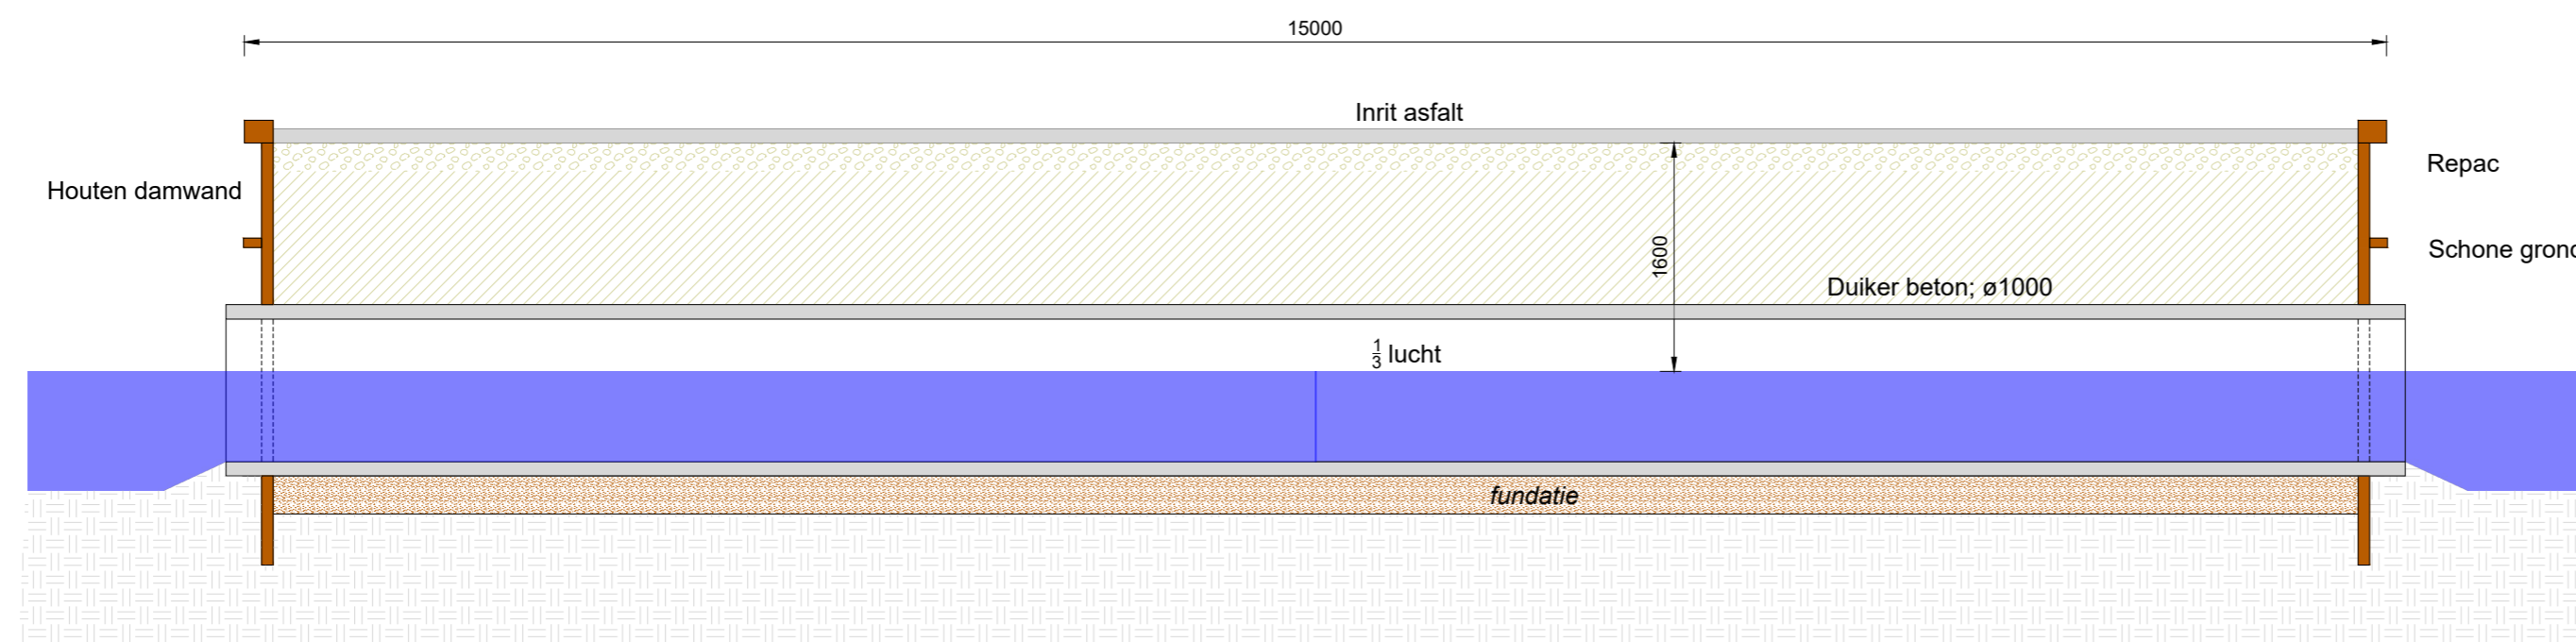 15000
Inrit asfalt
Houten damwand
Repac
1600
Schone grond
Duiker beton; ø1000
1/3 lucht
fundatie